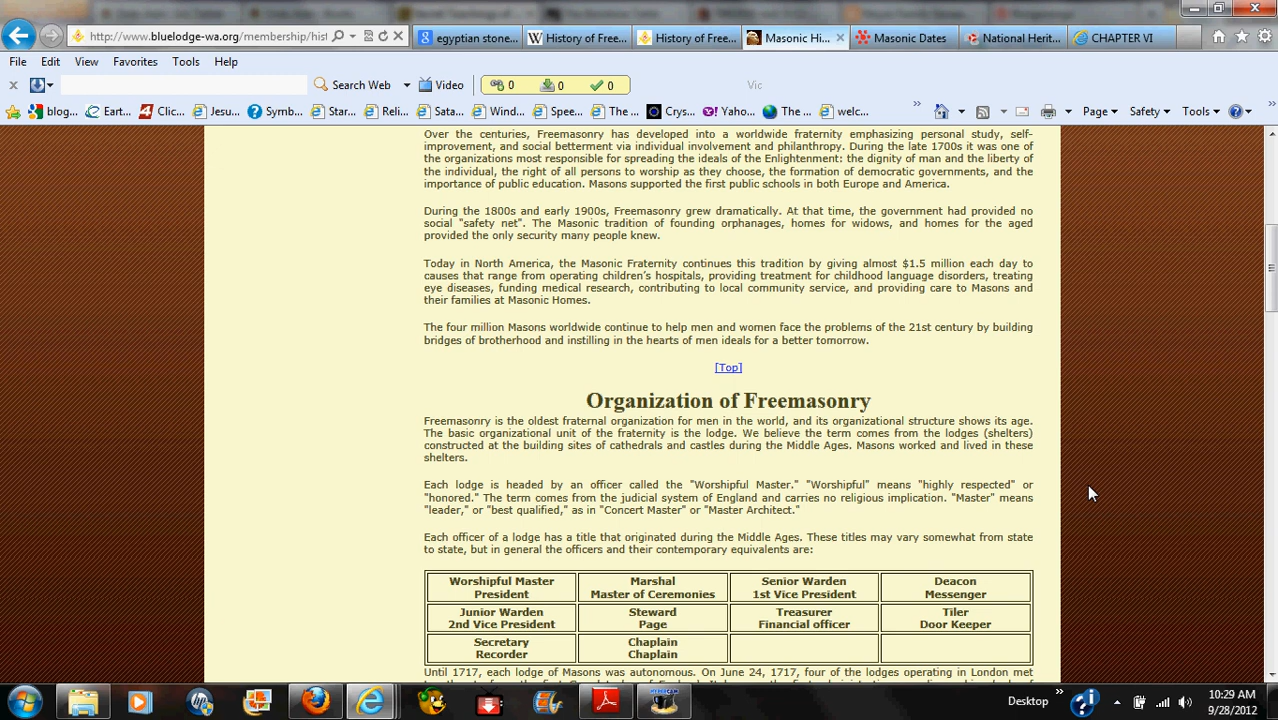 http://www.bluelodge-wa.org/membership/hist
egyptian stone...
History of Free...
History of Free...
Masonic Hi...
Masonic Dates
National Herit...
CHAPTER VI
File Edit View Favorites Tools Help
Search Web Video 0 0 0 Vic
blog... Eart... Clic... Jesu... Symb... Star... Reli... Sata... Wind... Spee... The ... Crys... Yaho... The ... welc... Page Safety Tools
Over the centuries, Freemasonry has developed into a worldwide fraternity emphasizing personal study, self-
improvement, and social betterment via individual involvement and philanthropy. During the late 1700s it was one of
the organizations most responsible for spreading the ideals of the Enlightenment: the dignity of man and the liberty of
the individual, the right of all persons to worship as they choose, the formation of democratic governments, and the
importance of public education. Masons supported the first public schools in both Europe and America.
During the 1800s and early 1900s, Freemasonry grew dramatically. At that time, the government had provided no
social "safety net". The Masonic tradition of founding orphanages, homes for widows, and homes for the aged
provided the only security many people knew.
Today in North America, the Masonic Fraternity continues this tradition by giving almost $1.5 million each day to
causes that range from operating children's hospitals, providing treatment for childhood language disorders, treating
eye diseases, funding medical research, contributing to local community service, and providing care to Masons and
their families at Masonic Homes.
The four million Masons worldwide continue to help men and women face the problems of the 21st century by building
bridges of brotherhood and instilling in the hearts of men ideals for a better tomorrow.
[Top]
Organization of Freemasonry
Freemasonry is the oldest fraternal organization for men in the world, and its organizational structure shows its age.
The basic organizational unit of the fraternity is the lodge. We believe the term comes from the lodges (shelters)
constructed at the building sites of cathedrals and castles during the Middle Ages. Masons worked and lived in these
shelters.
Each lodge is headed by an officer called the "Worshipful Master." "Worshipful" means "highly respected" or
"honored." The term comes from the judicial system of England and carries no religious implication. "Master" means
"leader," or "best qualified," as in "Concert Master" or "Master Architect."
Each officer of a lodge has a title that originated during the Middle Ages. These titles may vary somewhat from state
to state, but in general the officers and their contemporary equivalents are:
Worshipful Master Marshal Senior Warden Deacon
President Master of Ceremonies 1st Vice President Messenger
Junior Warden Steward Treasurer Tiler
2nd Vice President Page Financial officer Door Keeper
Secretary Chaplain
Recorder Chaplain
Until 1717, each lodge of Masons was autonomous. On June 24, 1717, four of the lodges operating in London met
Desktop
10:29 AM
9/28/2012